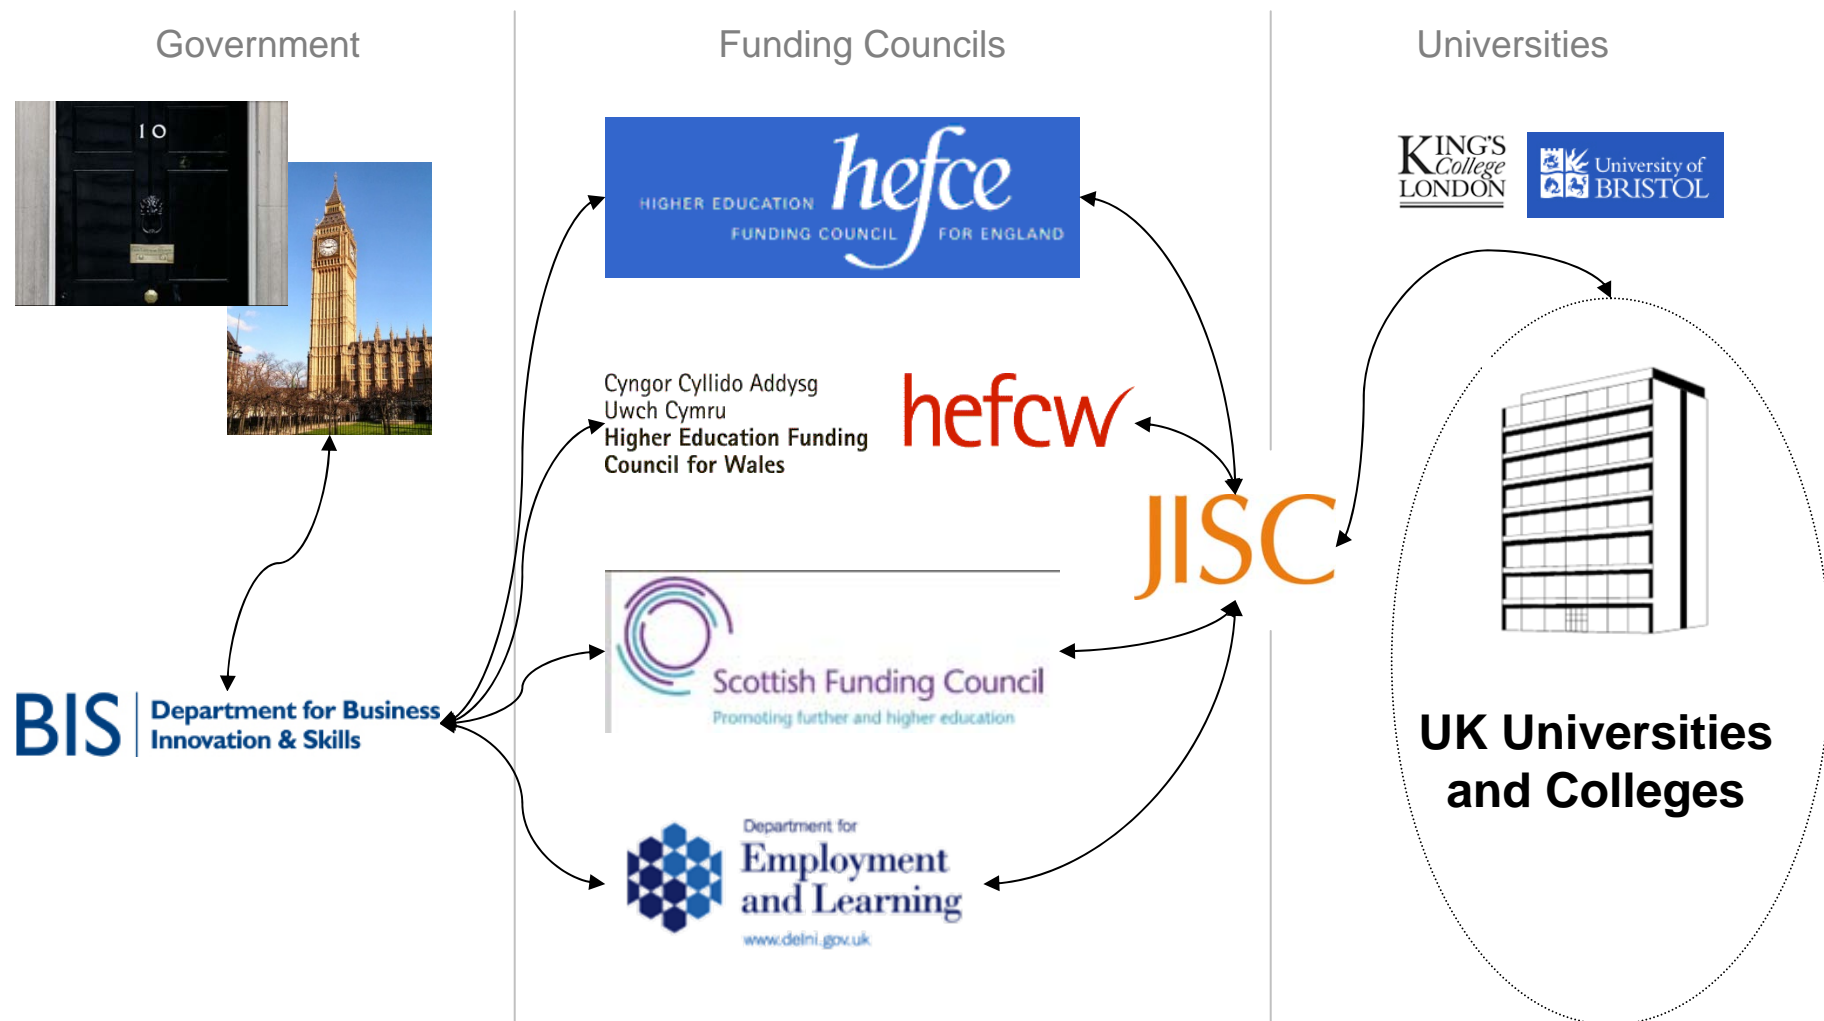 Government
Funding Councils
Universities
10
hefce
HIGHER EDUCATION
FUNDING COUNCIL FOR ENGLAND
KING'S
College
LONDON
University of
BRISTOL
Cyngor Cyllido Addysg
Uwch Cymru
Higher Education Funding
Council for Wales
hefcw
JISC
Scottish Funding Council
Promoting further and higher education
BIS
Department for Business
Innovation & Skills
UK Universities
and Colleges
Department for
Employment
and Learning
www.delni.gov.uk